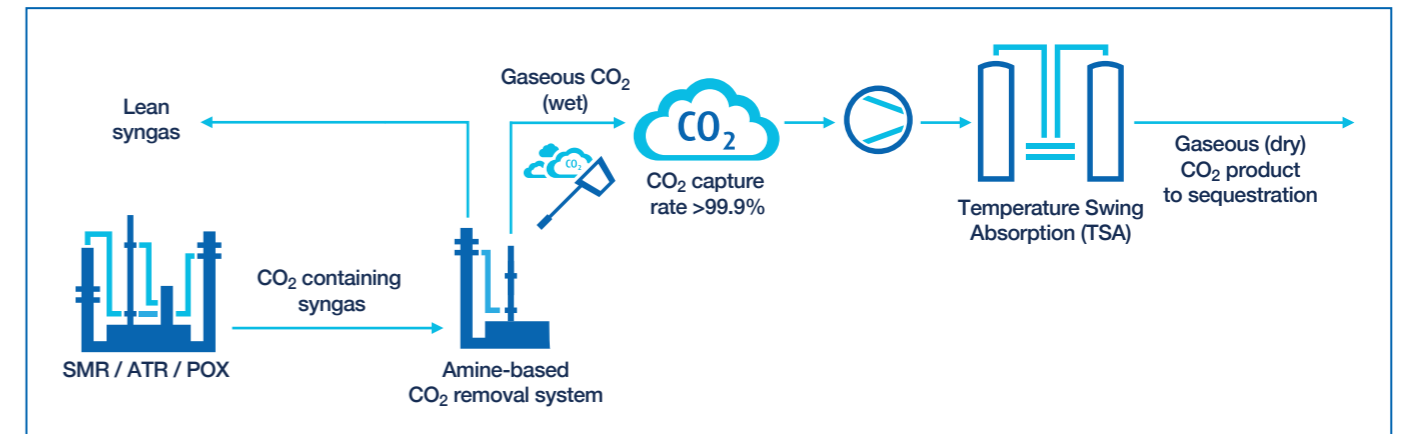 Lean
syngas
Gaseous CO₂
(wet)
CO₂
CO₂
CO₂ capture
rate >99.9%
Temperature Swing
Absorption (TSA)
Gaseous (dry)
CO₂ product
to sequestration
SMR / ATR / POX
CO₂ containing
syngas
Amine-based
CO₂ removal system